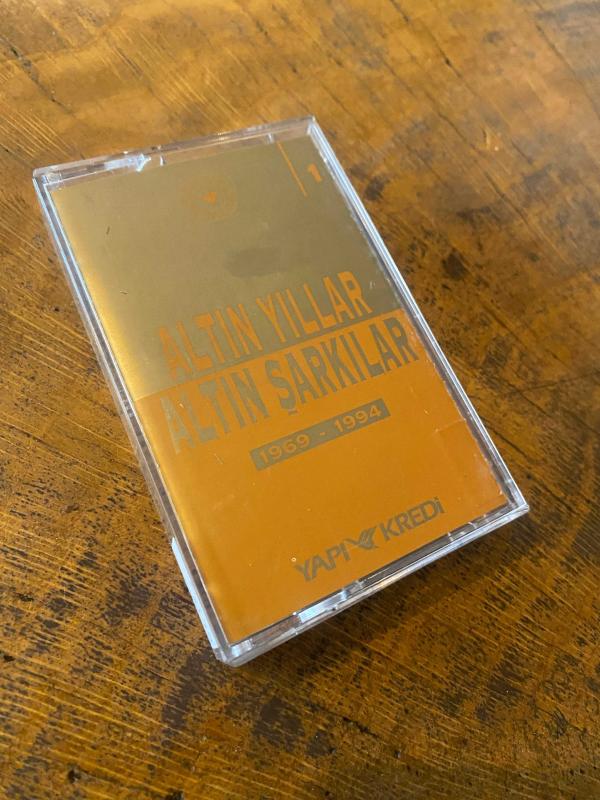 1
ALTIN YILLAR
ALTIN ŞARKILAR
1969 - 1994
YAPI KREDİ